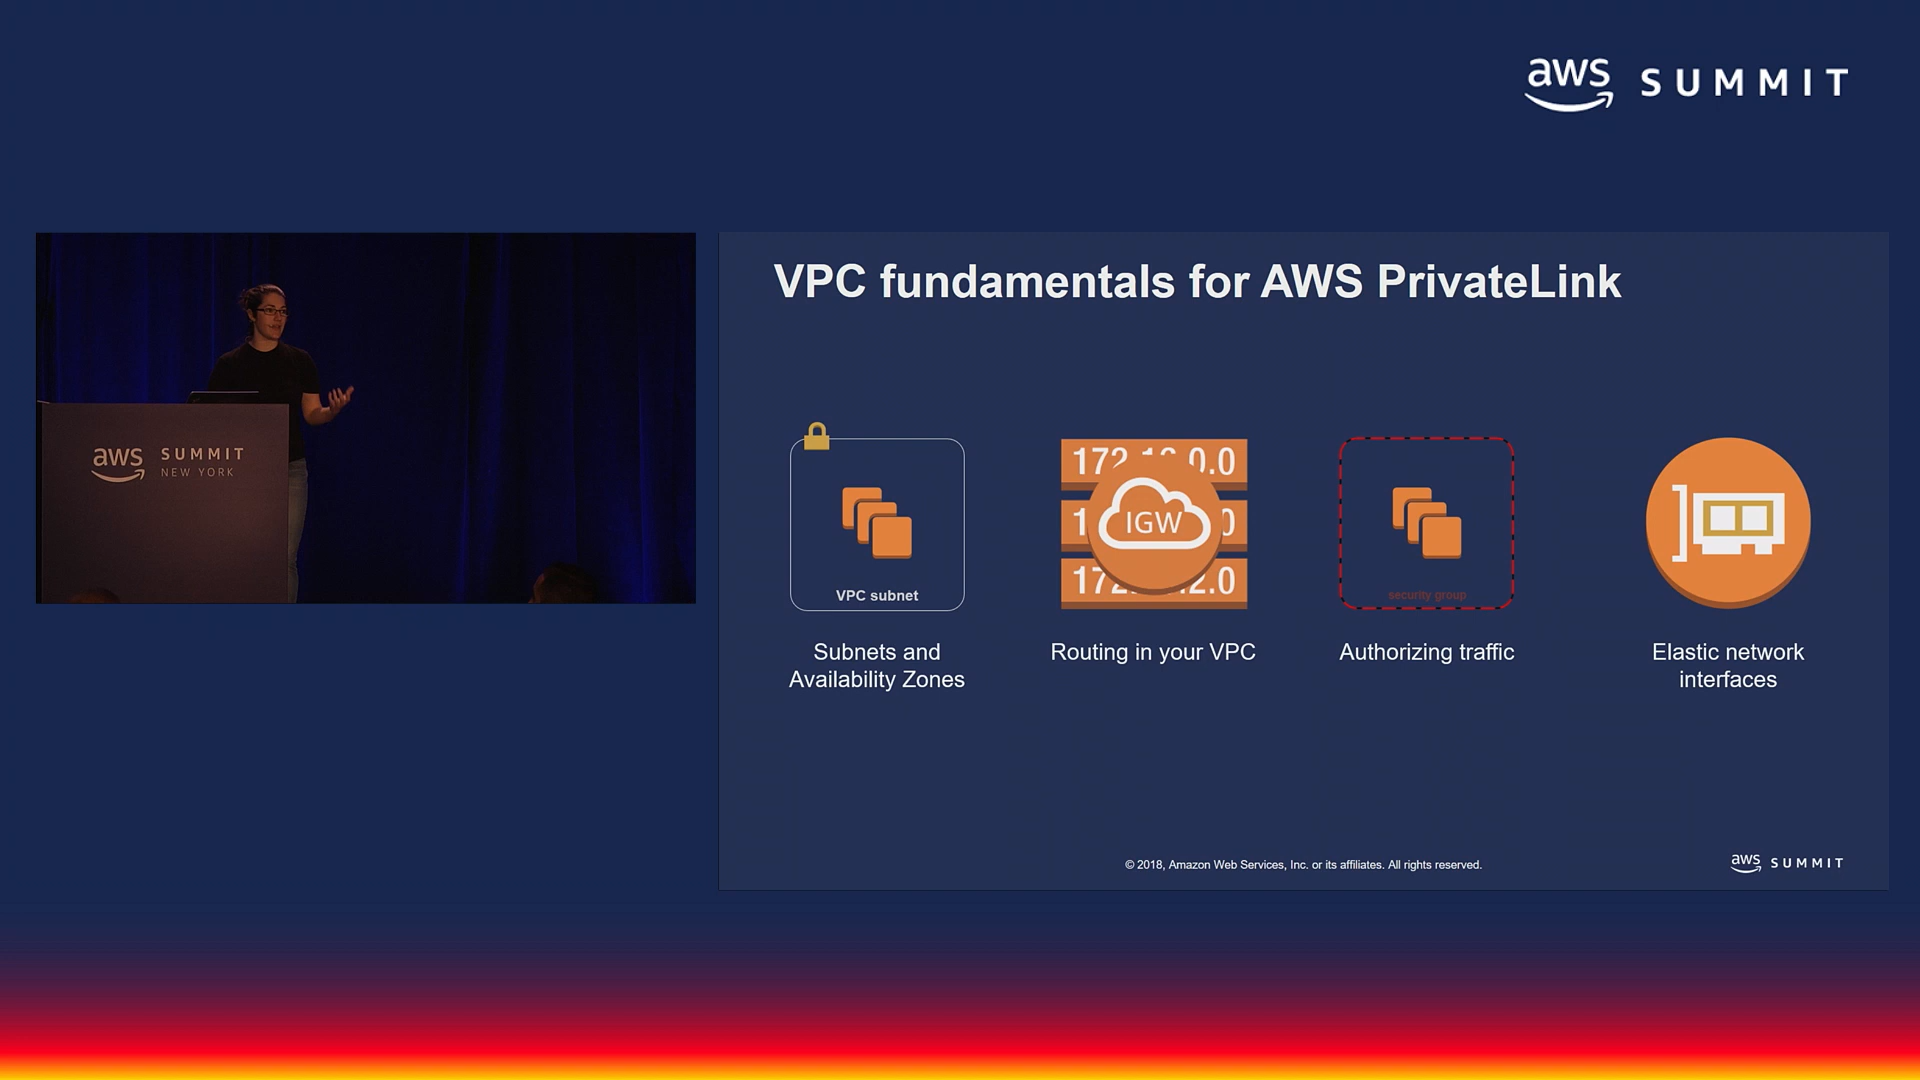 aws SUMMIT
aws SUMMIT
NEW YORK
VPC fundamentals for AWS PrivateLink
VPC subnet
Subnets and
Availability Zones
IGW
Routing in your VPC
security group
Authorizing traffic
Elastic network
interfaces
© 2018, Amazon Web Services, Inc. or its affiliates. All rights reserved.
aws SUMMIT